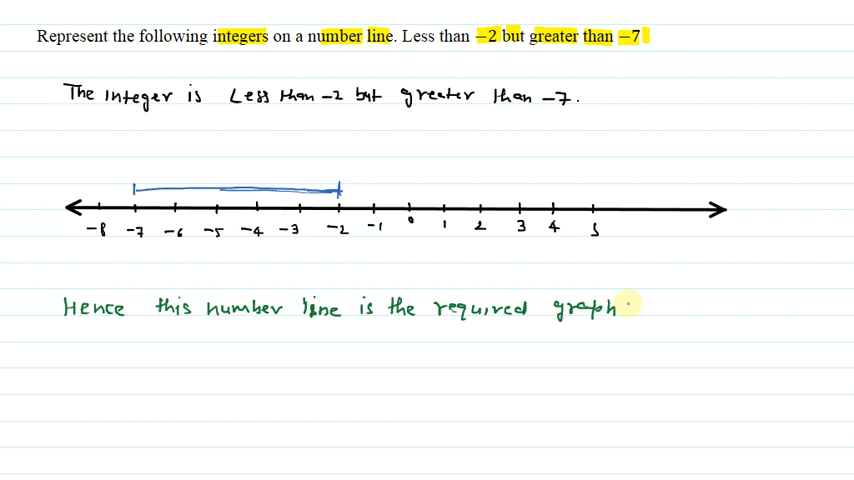 Represent the following integers on a number line. Less than −2 but greater than −7
The integer is Less than -2 but greater than -7.
-8 -7 -6 -5 -4 -3 -2 -1 0 1 2 3 4 5
Hence this number line is the required graph